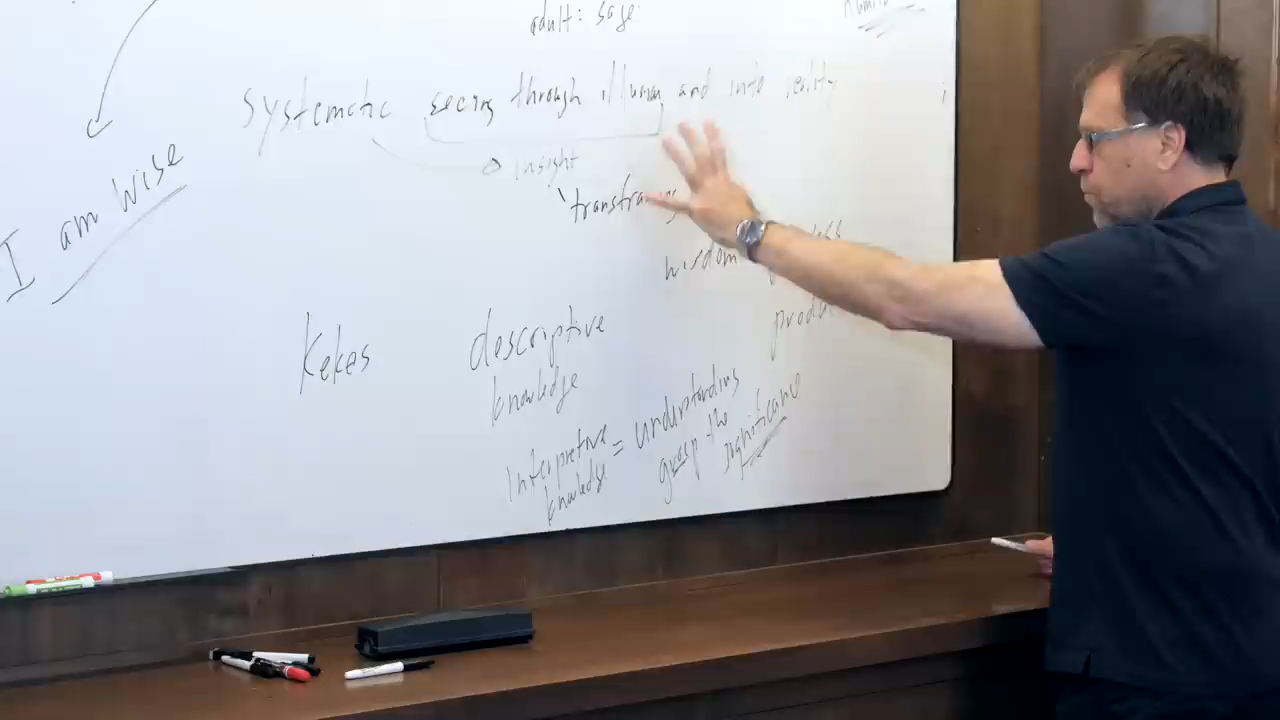 adult: sage
systematic seeing through illusion and into reality
insight
I am wise
wisdom
Kekes descriptive
knowledge
Interpretive = understanding
knowledge grasp the
significance